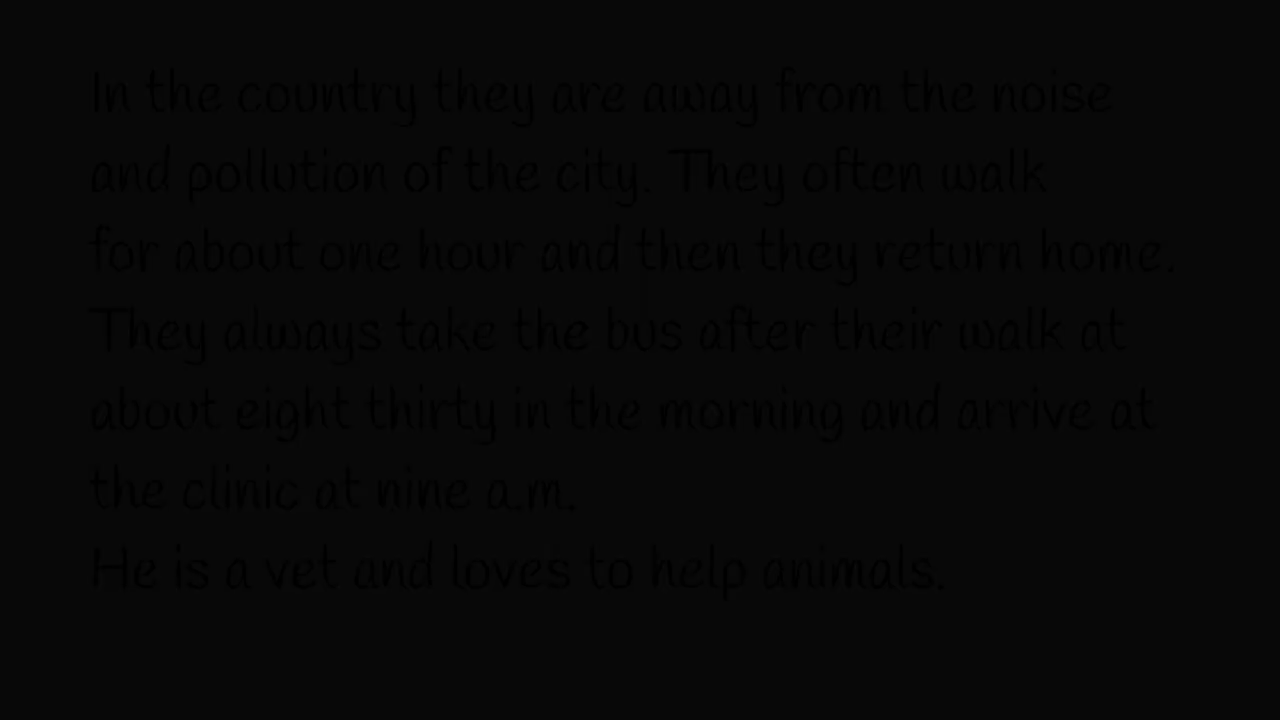 In the country they are away from the noise
and pollution of the city. They often walk
for about one hour and then they return home.
They always take the bus after their walk at
about eight thirty in the morning and arrive at
the clinic at nine a.m.
He is a vet and loves to help animals.